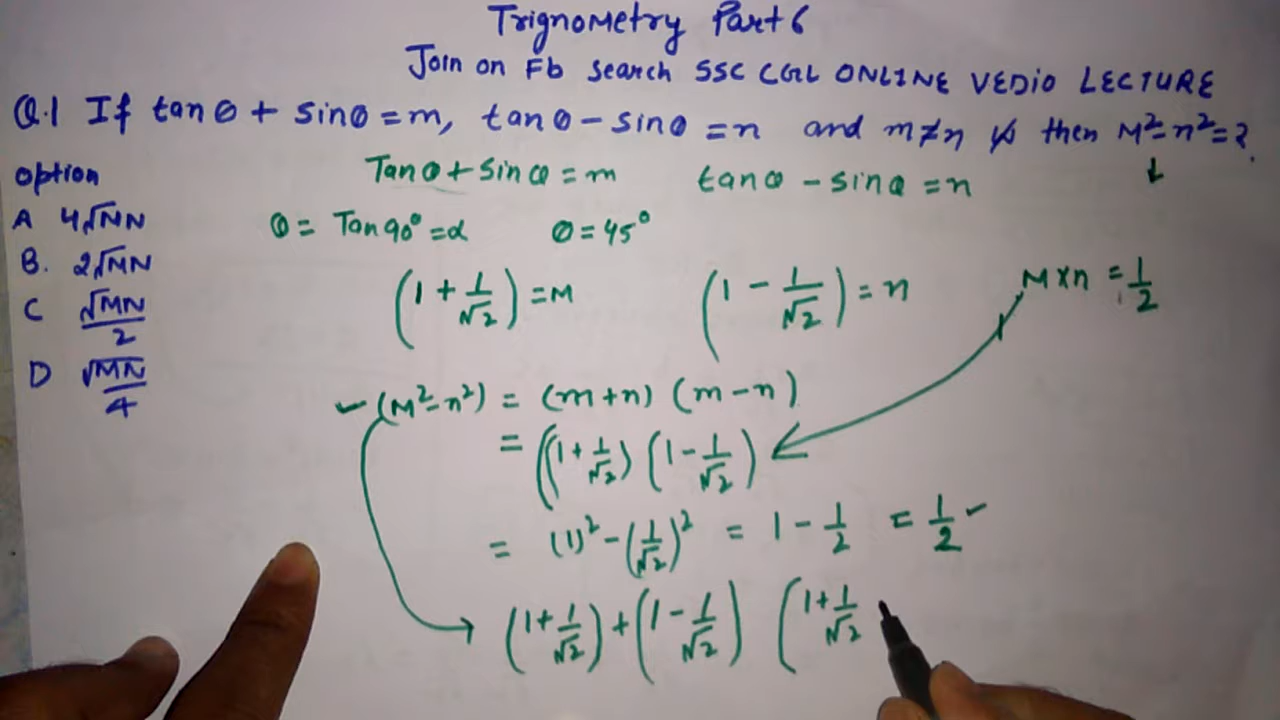 Trignometry Part 6
Join on Fb Search SSC CGL ONLINE VEDIO LECTURE
Q.1 If tanθ + sinθ = m, tanθ - sinθ = n and m≠n then M²-n² = ?
option
A 4√MN
B. 2√MN
C √MN/2
D √MN/4
Tanθ + Sinθ = m tanθ - sinθ = n
θ = Tan90° = α θ = 45°
(1 + 1/√2) = M (1 - 1/√2) = n M×n = 1/2
(M²-n²) = (m+n) (m-n)
= ((1+1/√2) (1-1/√2)
= (1)² - (1/√2)² = 1 - 1/2 = 1/2
(1+1/√2) + (1-1/√2) (1+1/√2